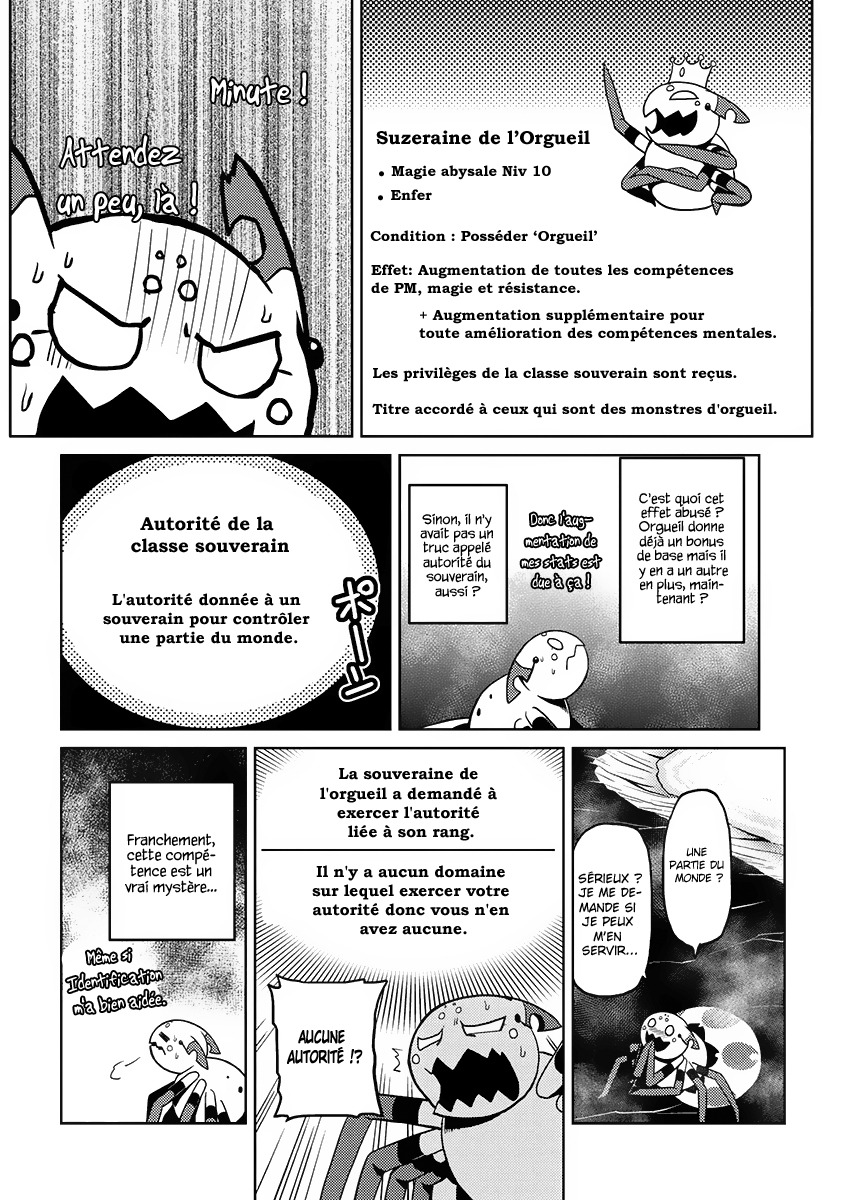 Suzeraine de l’Orgueil
• Magie abysale Niv 10
• Enfer
Condition : Posséder ‘Orgueil’
Effet: Augmentation de toutes les compétences
de PM, magie et résistance.
+ Augmentation supplémentaire pour
toute amélioration des compétences mentales.
Les privilèges de la classe souverain sont reçus.
Titre accordé à ceux qui sont des monstres d'orgueil.
Minute !
Attendez
un peu, là !
C'est quoi cet
effet abusé ?
Orgueil donne
déjà un bonus
de base mais il
y en a un autre
en plus, main-
tenant ?
Donc l'aug-
mentation de
mes stats est
due à ça !
Sinon, il n'y
avait pas un
truc appelé
autorité du
souverain,
aussi ?
Autorité de la
classe souverain
L'autorité donnée à un
souverain pour contrôler
une partie du monde.
ポーン
UNE
PARTIE DU
MONDE ?
SÉRIEUX ?
JE ME DE-
MANDE SI
JE PEUX
M'EN
SERVIR...
La souveraine de
l'orgueil a demandé à
exercer l'autorité
liée à son rang.
Il n'y a aucun domaine
sur lequel exercer votre
autorité donc vous n'en
avez aucune.
AUCUNE
AUTORITÉ !?
Franchement,
cette compé-
tence est un
vrai mystère...
Même si
Identification
m'a bien aidée.